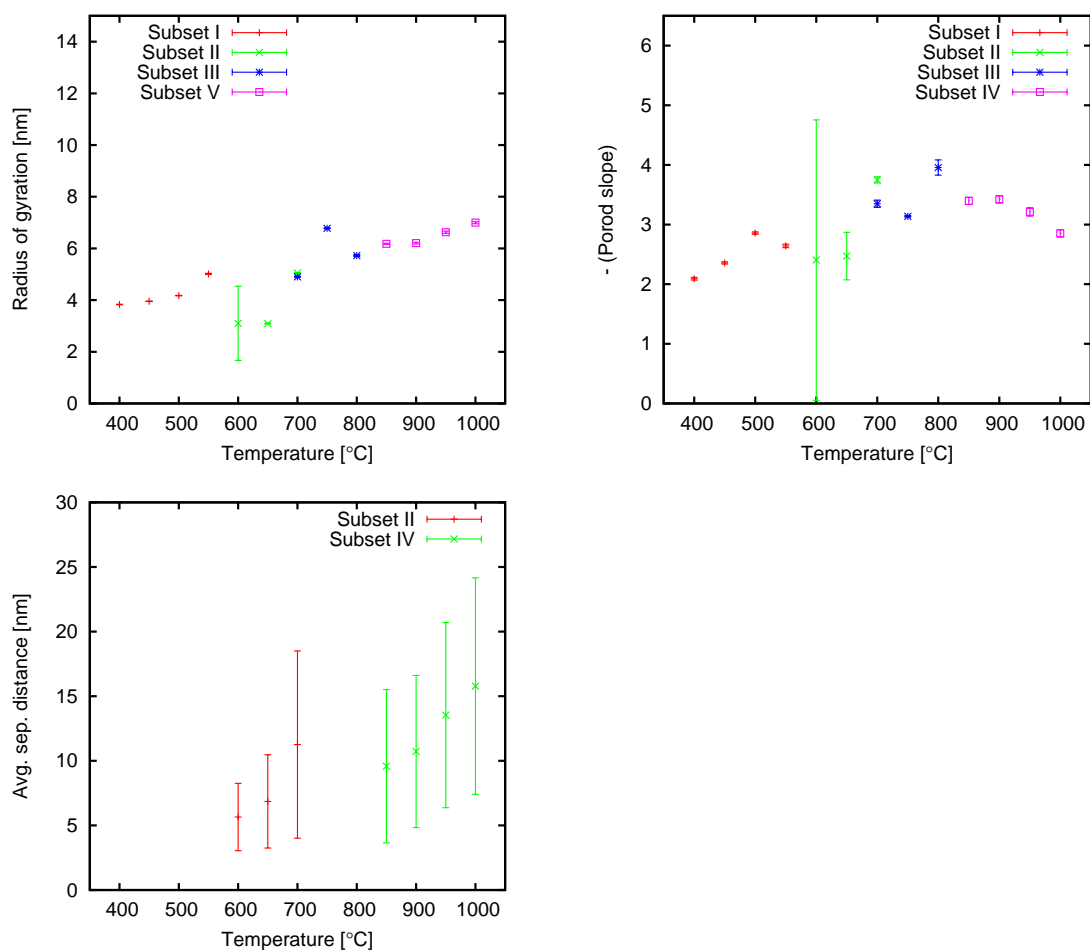 Radius of gyration [nm]
14
12
10
8
6
4
2
0
Subset I
Subset II
Subset III
Subset V
400 500 600 700 800 900 1000
Temperature [°C]
- (Porod slope)
6
5
4
3
2
1
0
Subset I
Subset II
Subset III
Subset IV
400 500 600 700 800 900 1000
Temperature [°C]
Avg. sep. distance [nm]
30
25
20
15
10
5
0
Subset II
Subset IV
400 500 600 700 800 900 1000
Temperature [°C]